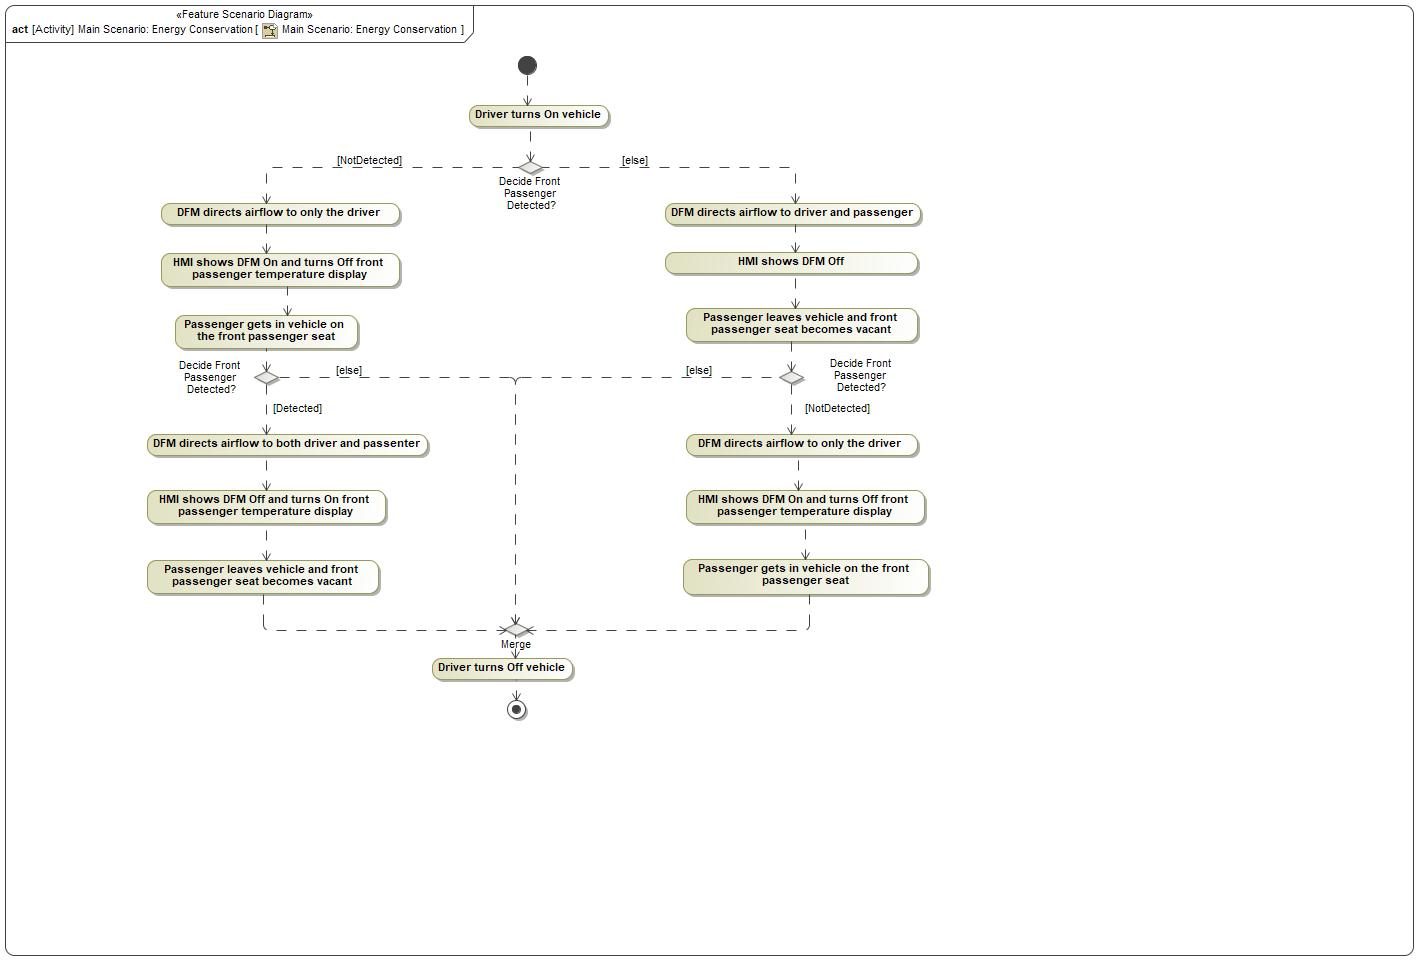 «Feature Scenario Diagram»
act [Activity] Main Scenario: Energy Conservation [ Main Scenario: Energy Conservation ]
Driver turns On vehicle
[NotDetected]
[else]
Decide Front
Passenger
Detected?
DFM directs airflow to only the driver
DFM directs airflow to driver and passenger
HMI shows DFM On and turns Off front
passenger temperature display
HMI shows DFM Off
Passenger gets in vehicle on
the front passenger seat
Passenger leaves vehicle and front
passenger seat becomes vacant
Decide Front
Passenger
Detected?
[else]
[else]
Decide Front
Passenger
Detected?
[Detected]
[NotDetected]
DFM directs airflow to both driver and passenter
DFM directs airflow to only the driver
HMI shows DFM Off and turns On front
passenger temperature display
HMI shows DFM On and turns Off front
passenger temperature display
Passenger leaves vehicle and front
passenger seat becomes vacant
Passenger gets in vehicle on the front
passenger seat
Merge
Driver turns Off vehicle